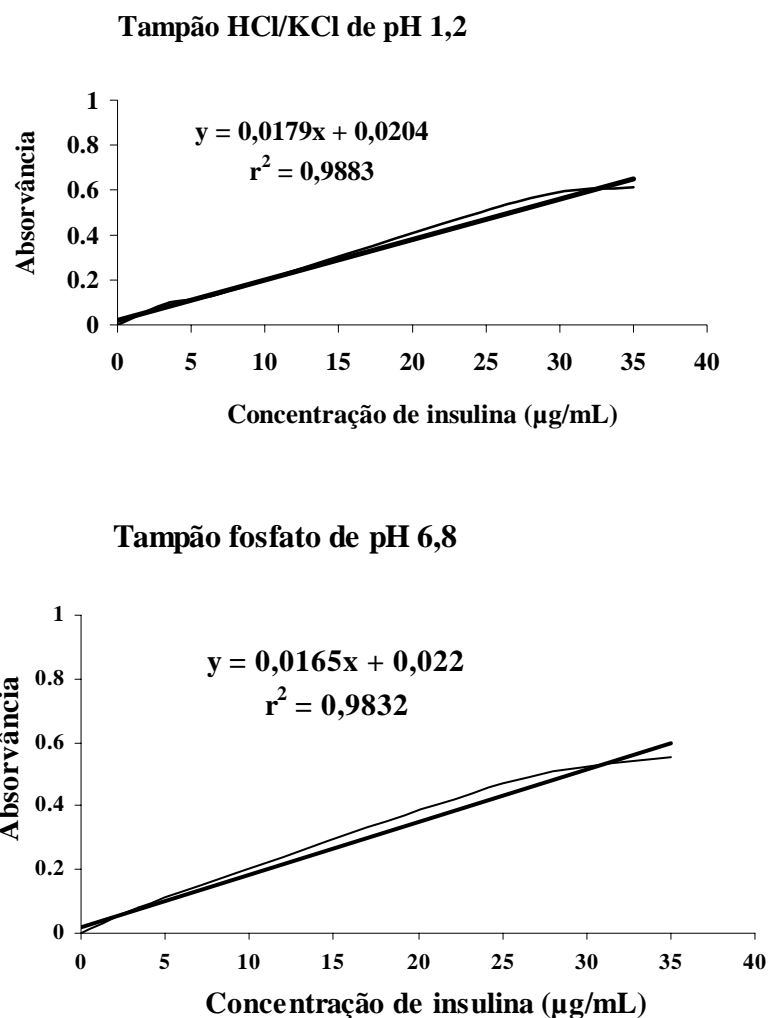 Tampão HCl/KCl de pH 1,2
1
y = 0,0179x + 0,0204
0.8
r² = 0,9883
0.6
0.4
0.2
0
Absorvância
0 5 10 15 20 25 30 35 40
Concentração de insulina (µg/mL)
Tampão fosfato de pH 6,8
1
y = 0,0165x + 0,022
0.8
r² = 0,9832
0.6
0.4
0.2
0
Absorvância
0 5 10 15 20 25 30 35 40
Concentração de insulina (µg/mL)